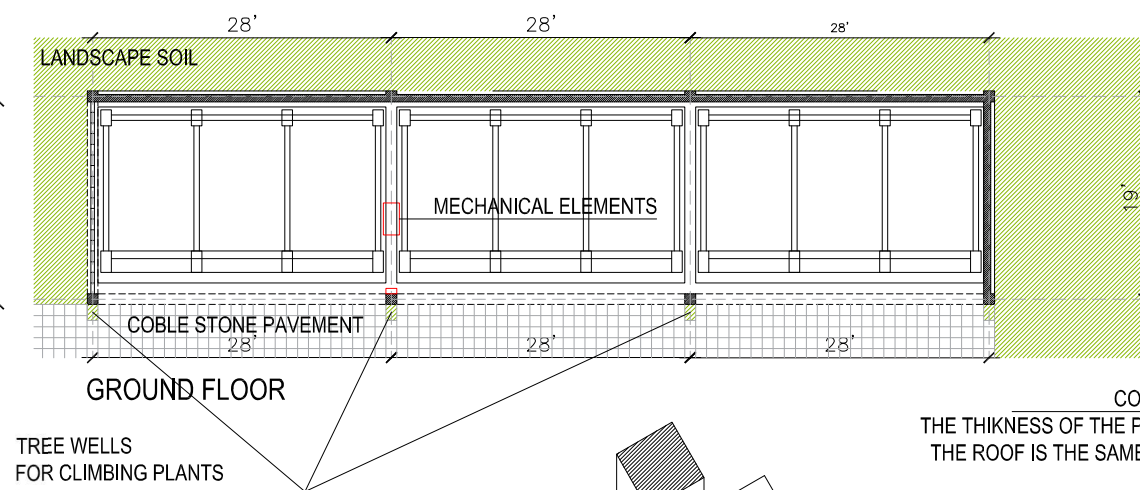 28' 28' 28'
LANDSCAPE SOIL
MECHANICAL ELEMENTS
19'
COBLE STONE PAVEMENT
28' 28' 28'
GROUND FLOOR
TREE WELLS
FOR CLIMBING PLANTS
CO
THE THIKNESS OF THE P
THE ROOF IS THE SAME